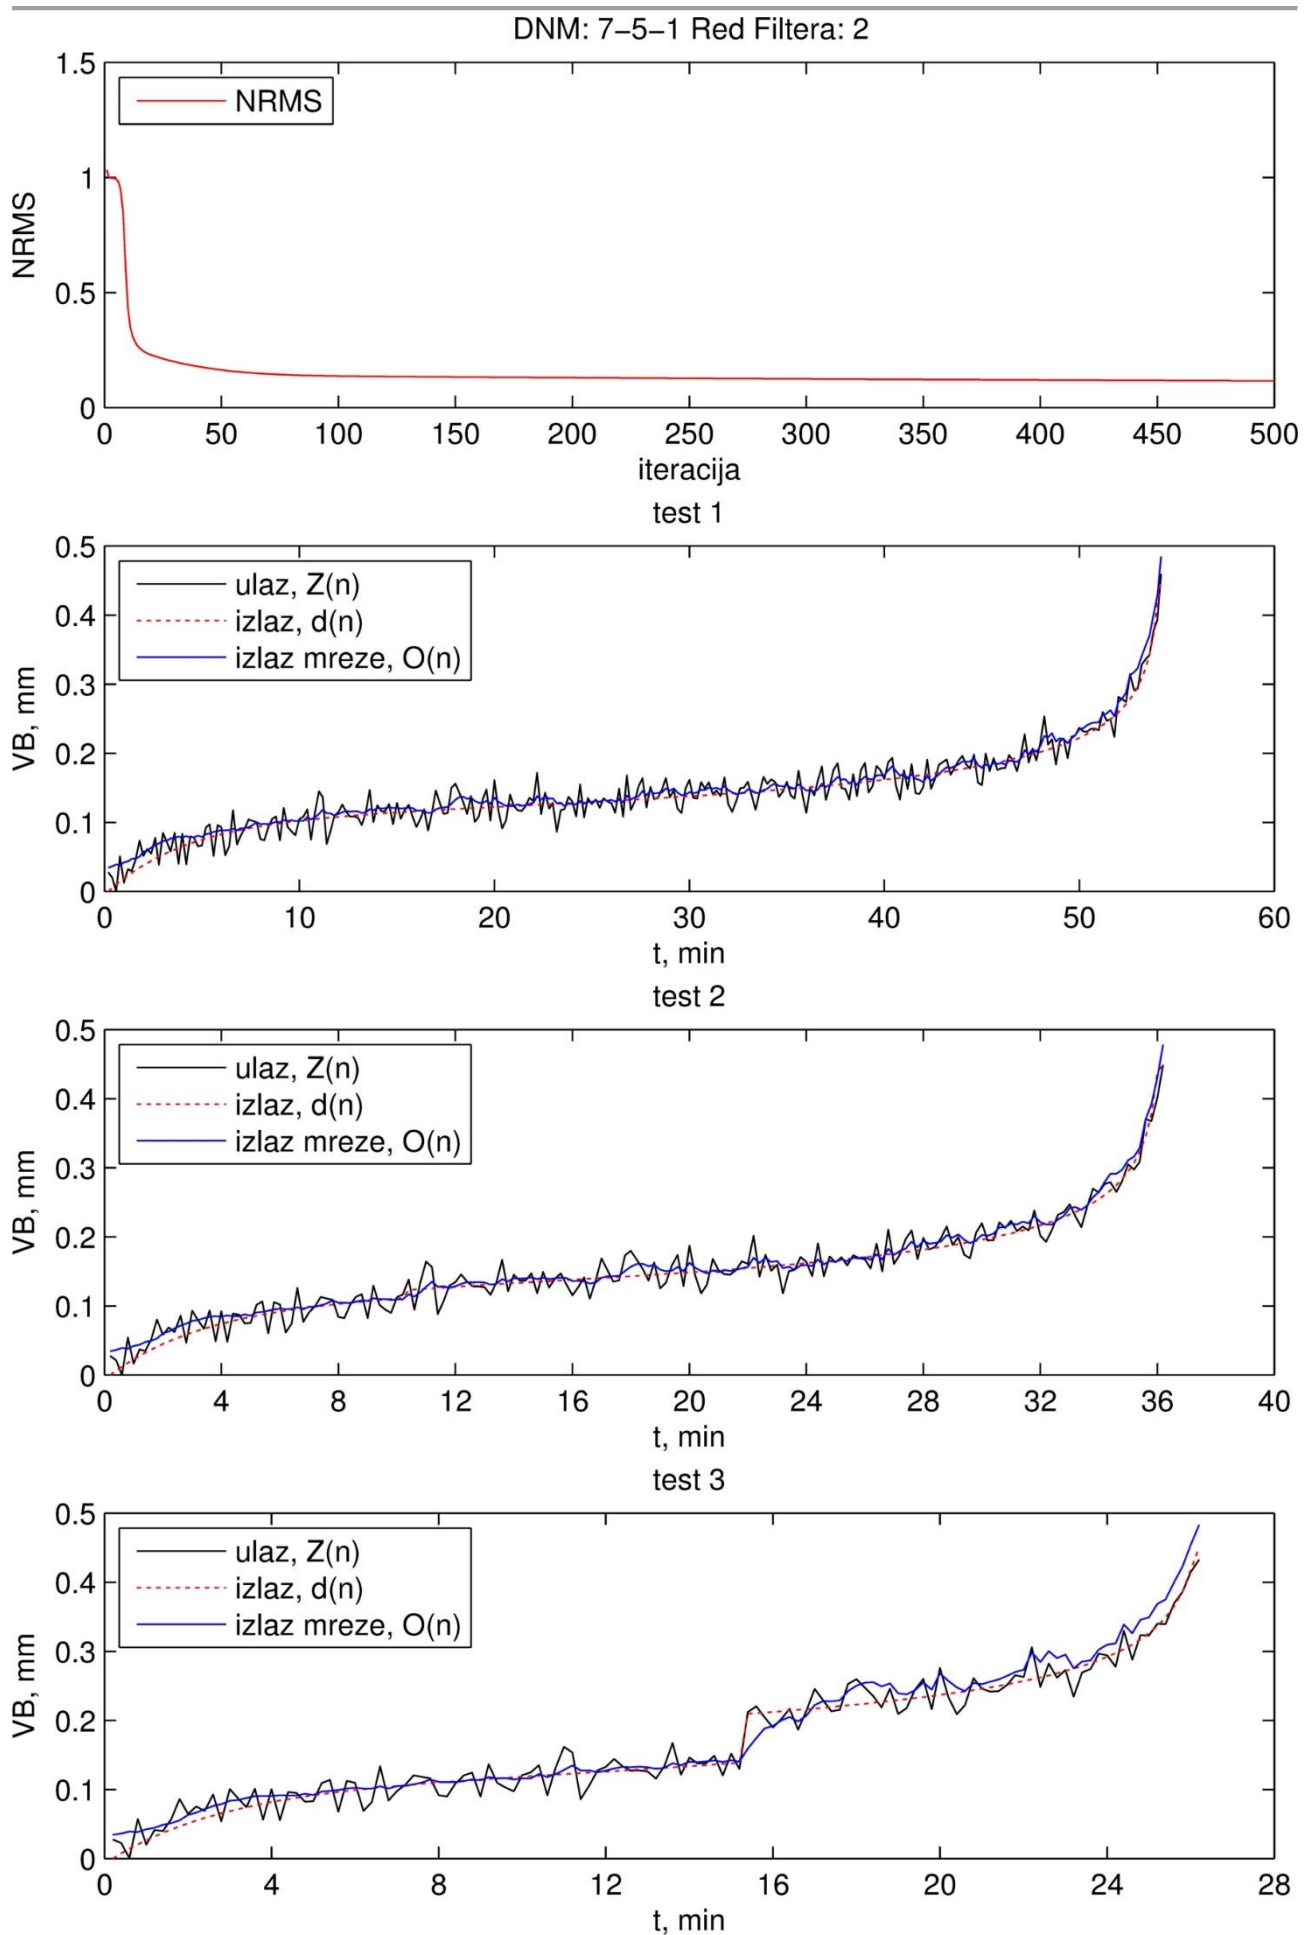 DNM: 7–5–1 Red Filtera: 2
1.5
1
0.5
0
NRMS
NRMS
0 50 100 150 200 250 300 350 400 450 500
iteracija
test 1
0.5
0.4
0.3
0.2
0.1
0
VB, mm
ulaz, Z(n)
izlaz, d(n)
izlaz mreze, O(n)
0 10 20 30 40 50 60
t, min
test 2
0.5
0.4
0.3
0.2
0.1
0
VB, mm
ulaz, Z(n)
izlaz, d(n)
izlaz mreze, O(n)
0 4 8 12 16 20 24 28 32 36 40
t, min
test 3
0.5
0.4
0.3
0.2
0.1
0
VB, mm
ulaz, Z(n)
izlaz, d(n)
izlaz mreze, O(n)
0 4 8 12 16 20 24 28
t, min